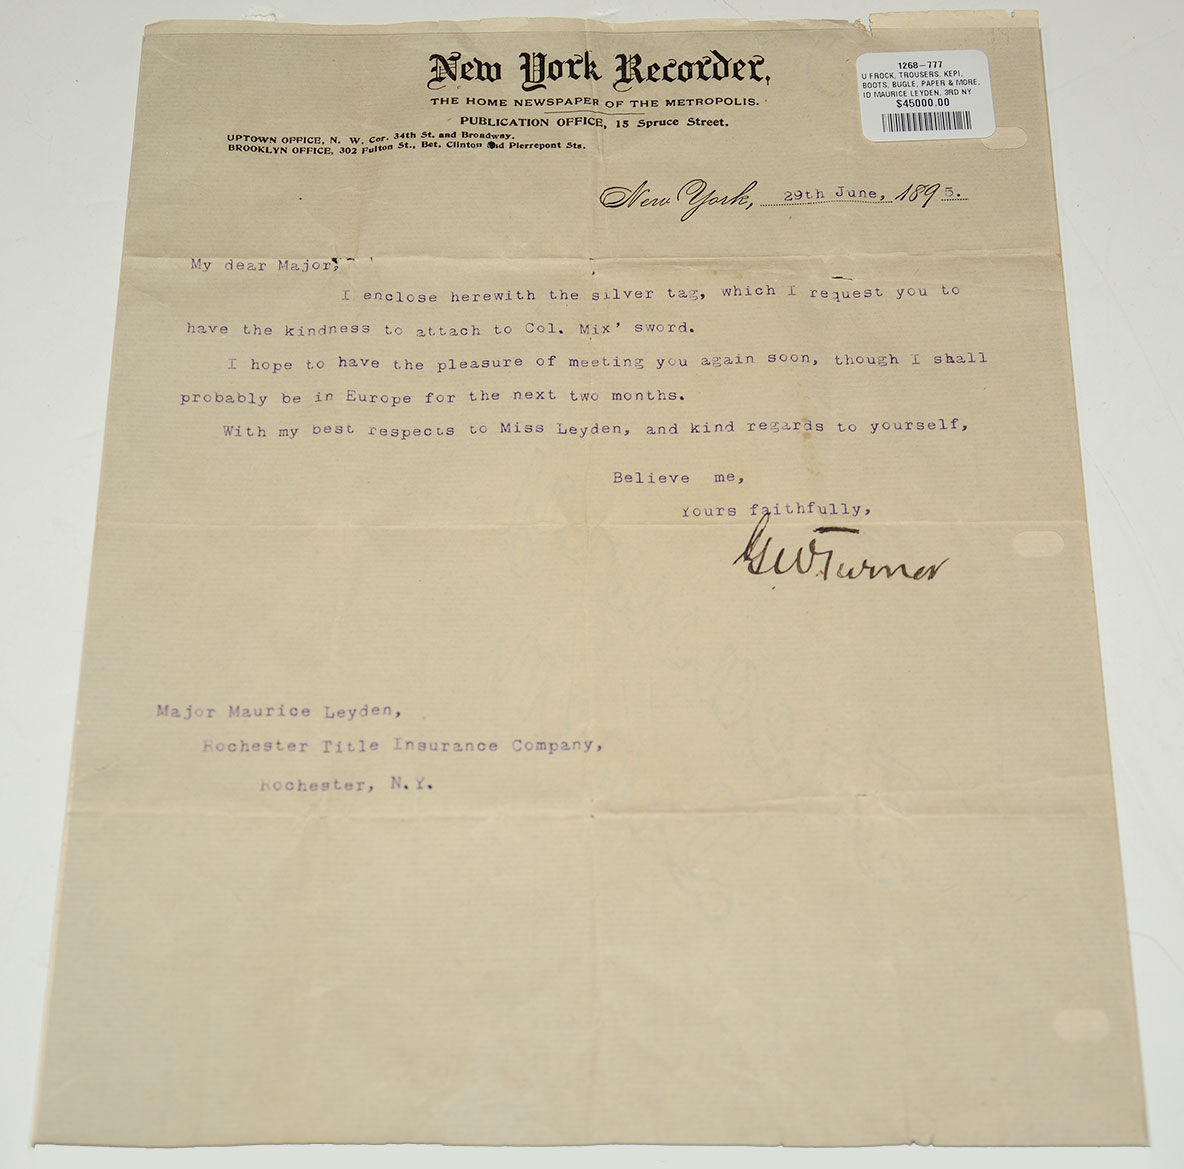 New York Recorder.
THE HOME NEWSPAPER OF THE METROPOLIS.
PUBLICATION OFFICE, 15 Spruce Street.
UPTOWN OFFICE, N. W. Cor. 34th St. and Broadway.
BROOKLYN OFFICE, 302 Fulton St., Bet. Clinton and Pierrepont Sts.
1268-777
U FROCK, TROUSERS, KEPI,
BOOTS, BUGLE, PAPER & MORE,
ID MAURICE LEYDEN, 3RD NY
$45000.00
New York, 29th June, 1895.
My dear Major,
I enclose herewith the silver tag, which I request you to
have the kindness to attach to Col. Mix' sword.
I hope to have the pleasure of meeting you again soon, though I shall
probably be in Europe for the next two months.
With my best respects to Miss Leyden, and kind regards to yourself,
Believe me,
Yours faithfully,
G W Turner
Major Maurice Leyden,
Rochester Title Insurance Company,
Rochester, N.Y.